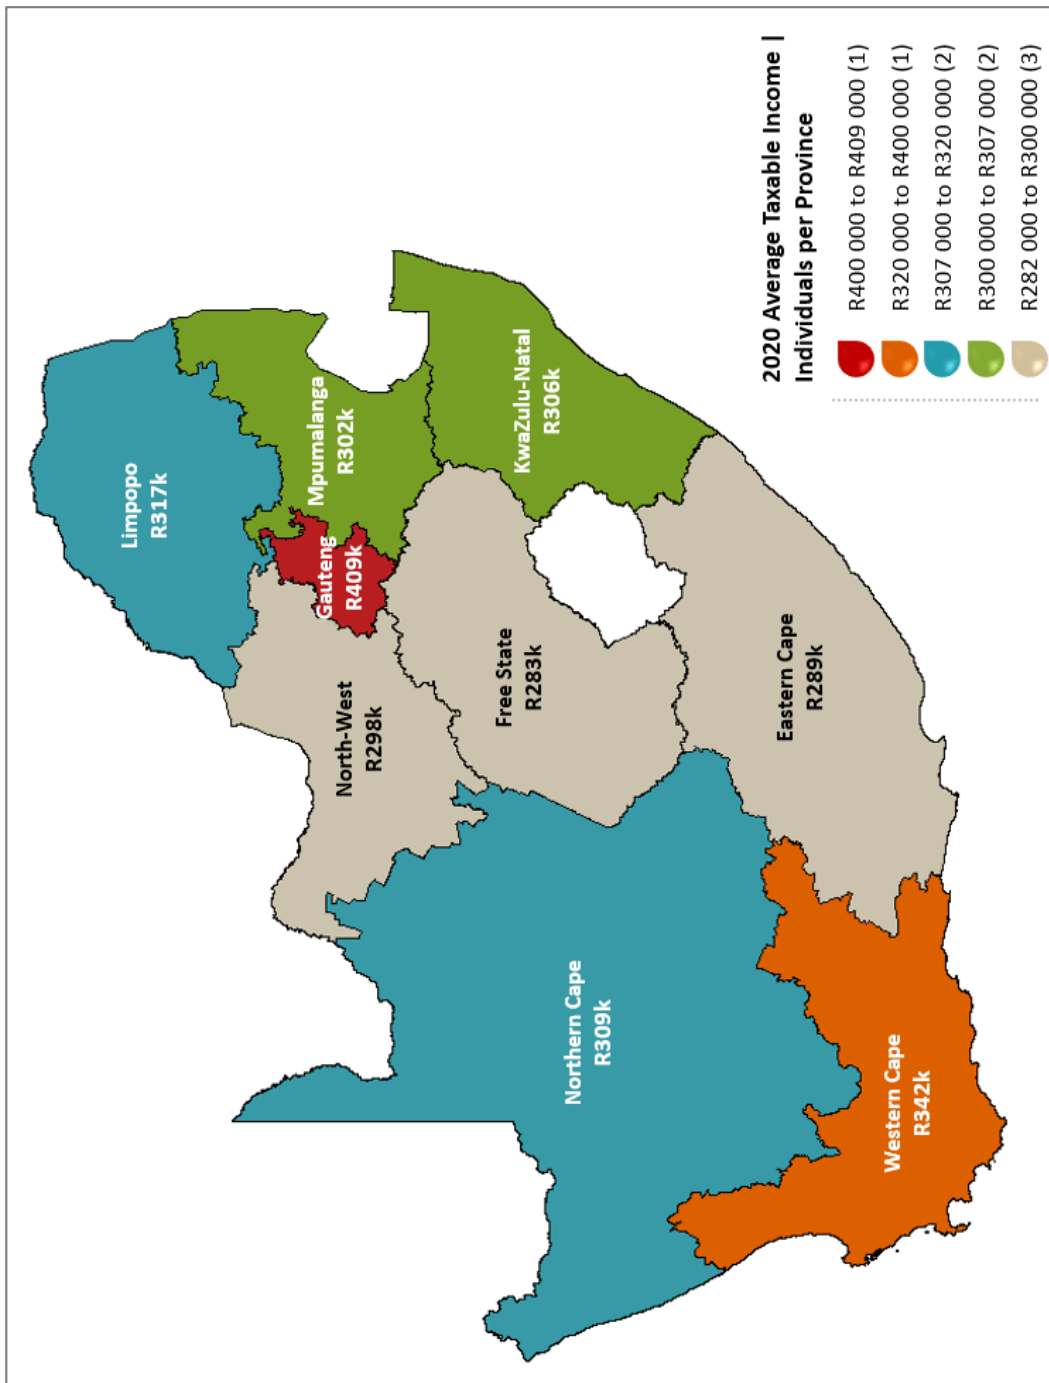 Limpopo
R317k
Mpumalanga
R302k
Gauteng
R409k
North-West
R298k
KwaZulu-Natal
R306k
Free State
R283k
Northern Cape
R309k
Eastern Cape
R289k
Western Cape
R342k
2020 Average Taxable Income |
Individuals per Province
R400 000 to R409 000 (1)
R320 000 to R400 000 (1)
R307 000 to R320 000 (2)
R300 000 to R307 000 (2)
R282 000 to R300 000 (3)